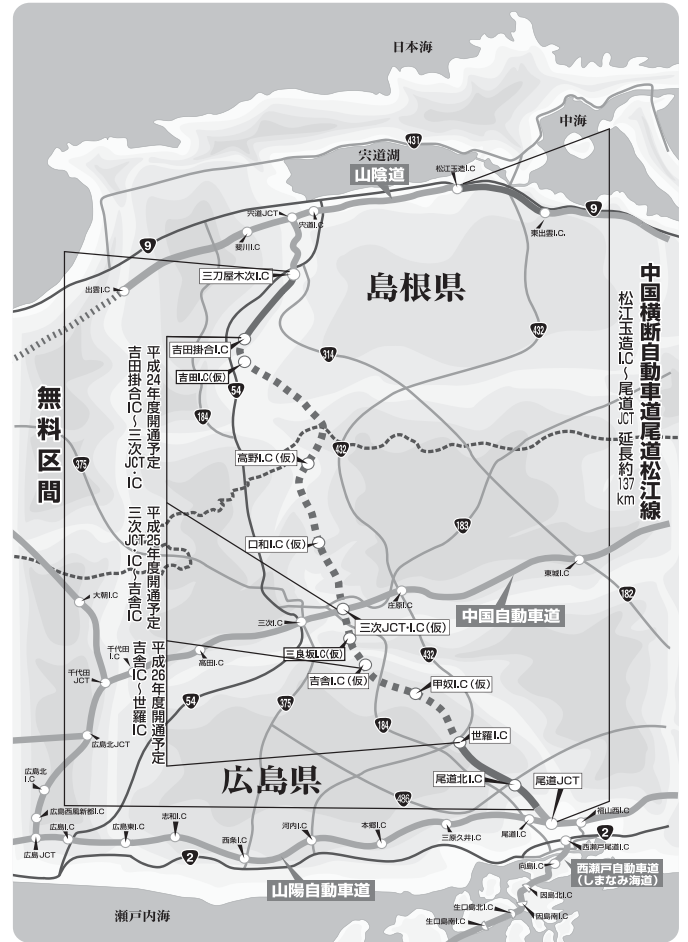 日本海
中海
431
宍道湖
松江玉造I.C
山陰道
宍道JCT
宍道I.C
9
9
斐川I.C
東出雲I.C
三刀屋木次I.C
島根県
出雲I.C
中国横断自動車道尾道松江線
松江玉造I.C～尾道JCT 延長約137km
432
吉田掛合I.C
314
吉田I.C(仮)
54
184
平成24年度開通予定
吉田掛合IC～三次JCT・IC
無料区間
375
432
高野I.C(仮)
183
平成25年度開通予定
三次JCT・IC～吉舎IC
口和I.C(仮)
東城I.C
182
大朝I.C
庄原I.C
中国自動車道
三次I.C
三次JCT・I.C(仮)
平成26年度開通予定
吉舎IC～世羅IC
千代田I.C
三良坂I.C(仮)
432
高田I.C
吉舎I.C(仮)
千代田JCT
甲奴I.C(仮)
54
375
184
世羅I.C
広島北JCT
広島県
尾道北I.C
尾道JCT
広島北I.C
486
広島西風新都I.C
志和I.C
河内I.C
本郷I.C
福山西I.C
広島I.C
広島東I.C
三原久井I.C
尾道I.C
2
広島JCT
西条I.C
西瀬戸尾道I.C
2
向島I.C
西瀬戸自動車道
(しまなみ海道)
山陽自動車道
因島北I.C
生口島北I.C
因島南I.C
生口島南I.C
瀬戸内海